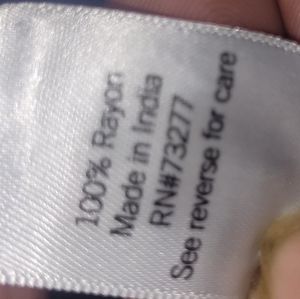 100% Rayon
Made in India
RN#73277
See reverse for care